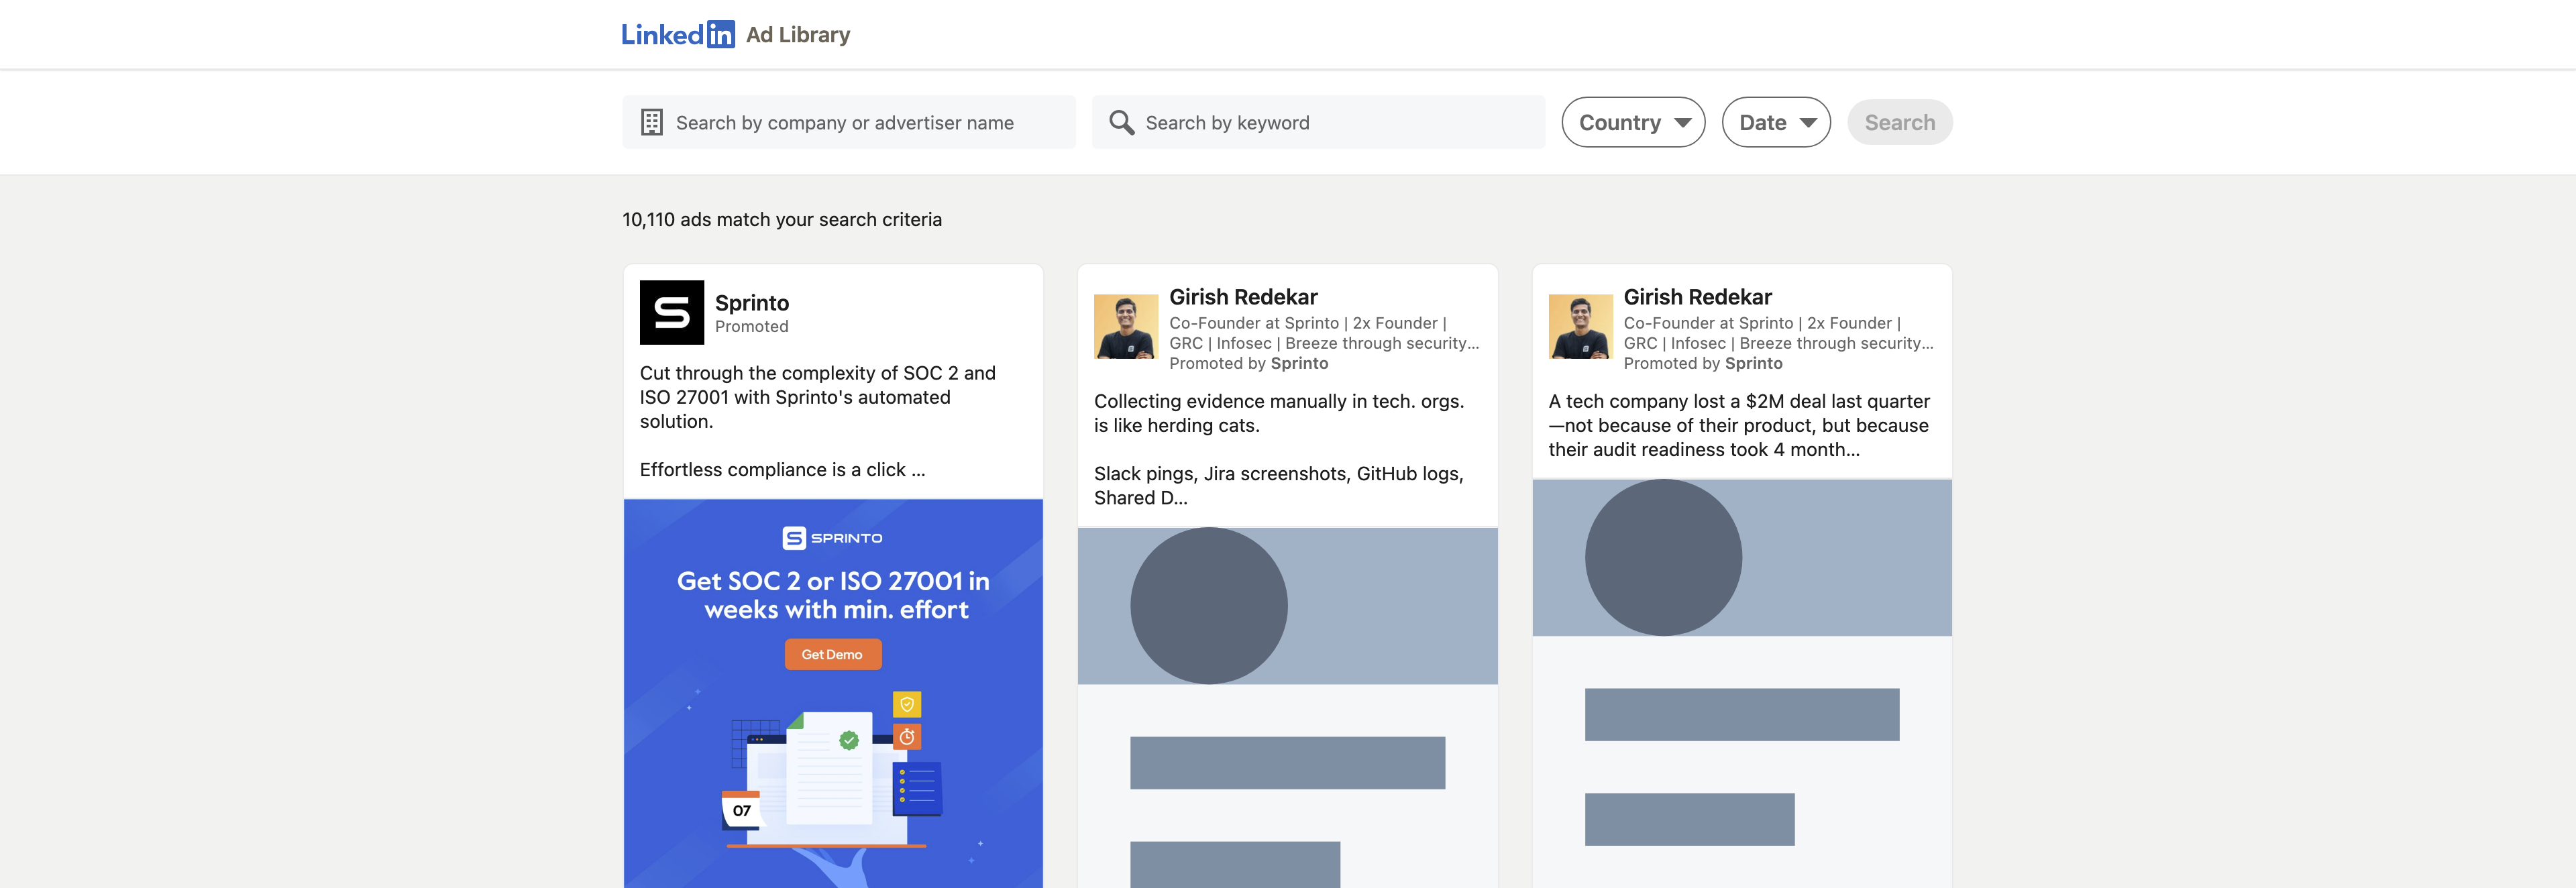 Linked in Ad Library
Search by company or advertiser name
Search by keyword
Country
Date
Search
10,110 ads match your search criteria
Sprinto
Promoted
Cut through the complexity of SOC 2 and
ISO 27001 with Sprinto's automated
solution.
Effortless compliance is a click ...
S SPRINTO
Get SOC 2 or ISO 27001 in
weeks with min. effort
Get Demo
07
Girish Redekar
Co-Founder at Sprinto | 2x Founder |
GRC | Infosec | Breeze through security...
Promoted by Sprinto
Collecting evidence manually in tech. orgs.
is like herding cats.
Slack pings, Jira screenshots, GitHub logs,
Shared D...
Girish Redekar
Co-Founder at Sprinto | 2x Founder |
GRC | Infosec | Breeze through security...
Promoted by Sprinto
A tech company lost a $2M deal last quarter
—not because of their product, but because
their audit readiness took 4 month...